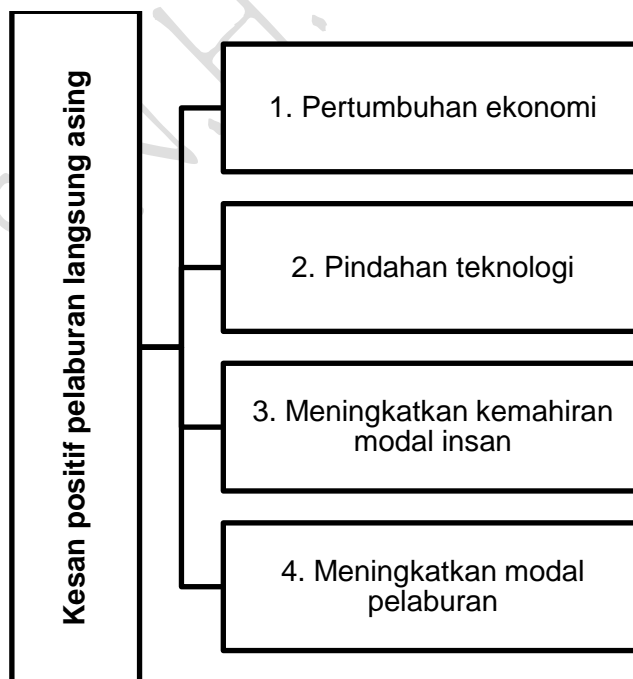 Kesan positif pelaburan langsung asing
1. Pertumbuhan ekonomi
2. Pindahan teknologi
3. Meningkatkan kemahiran
modal insan
4. Meningkatkan modal
pelaburan